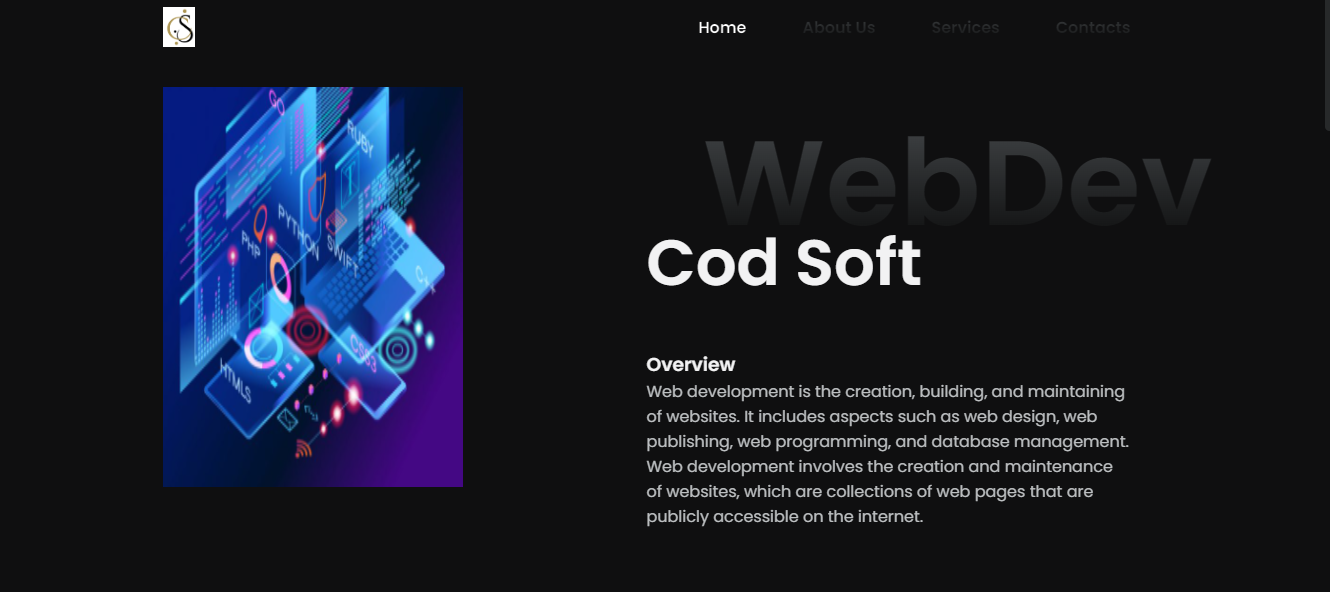 CS
Home About Us Services Contacts
GO
RUBY
PYTHON
PHP
SWIFT
C++
CSS3
HTML5
WebDev
Cod Soft
Overview
Web development is the creation, building, and maintaining
of websites. It includes aspects such as web design, web
publishing, web programming, and database management.
Web development involves the creation and maintenance
of websites, which are collections of web pages that are
publicly accessible on the internet.